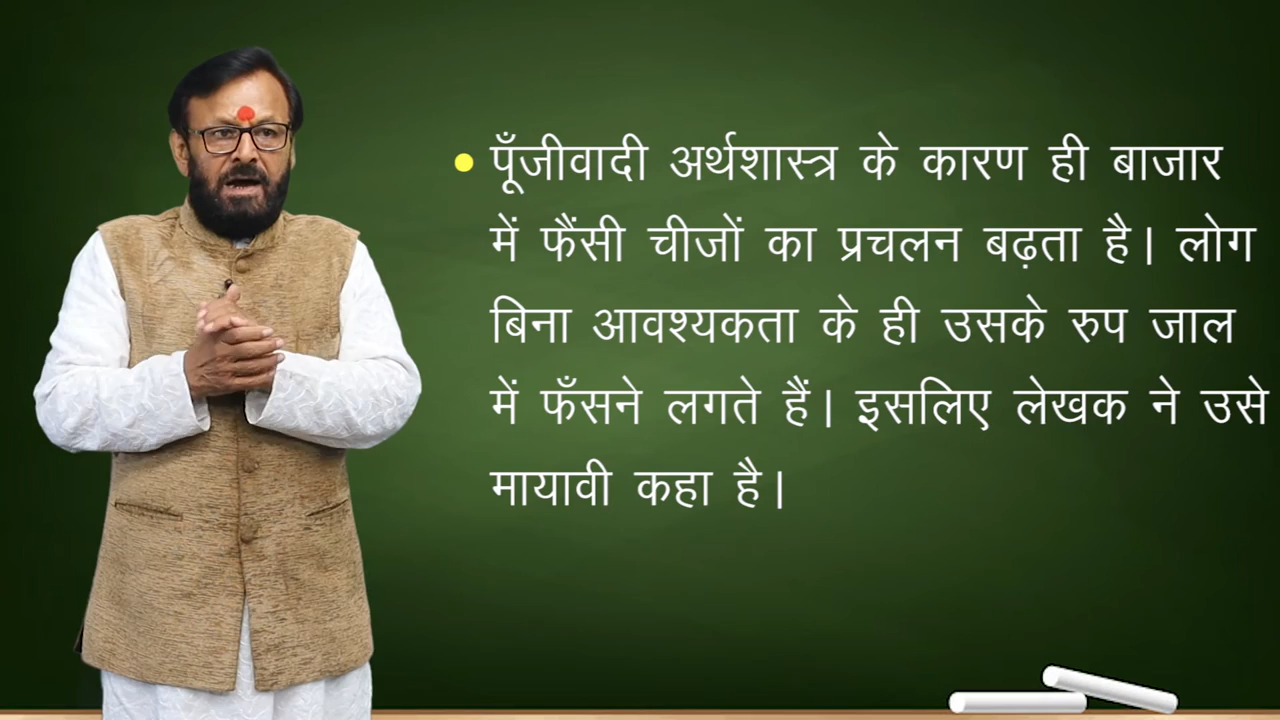 • पूँजीवादी अर्थशास्त्र के कारण ही बाजार
में फैंसी चीजों का प्रचलन बढ़ता है। लोग
बिना आवश्यकता के ही उसके रुप जाल
में फँसने लगते हैं। इसलिए लेखक ने उसे
मायावी कहा है।